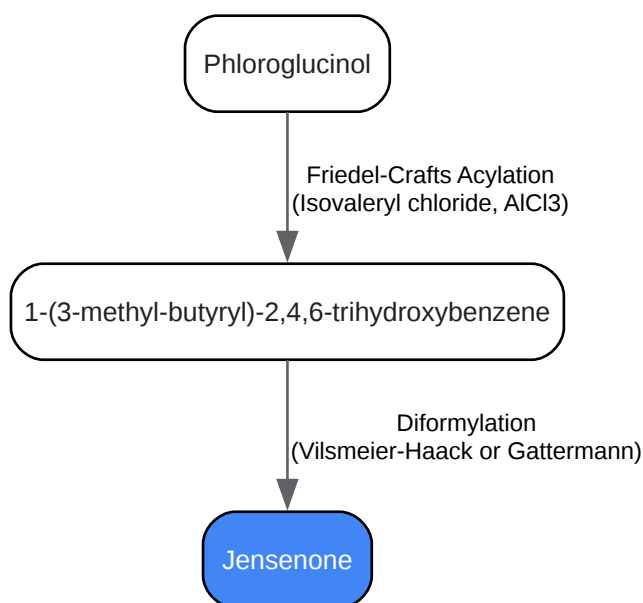 Phloroglucinol
Friedel-Crafts Acylation
(Isovaleryl chloride, AlCl3)
1-(3-methyl-butyryl)-2,4,6-trihydroxybenzene
Diformylation
(Vilsmeier-Haack or Gattermann)
Jensenone